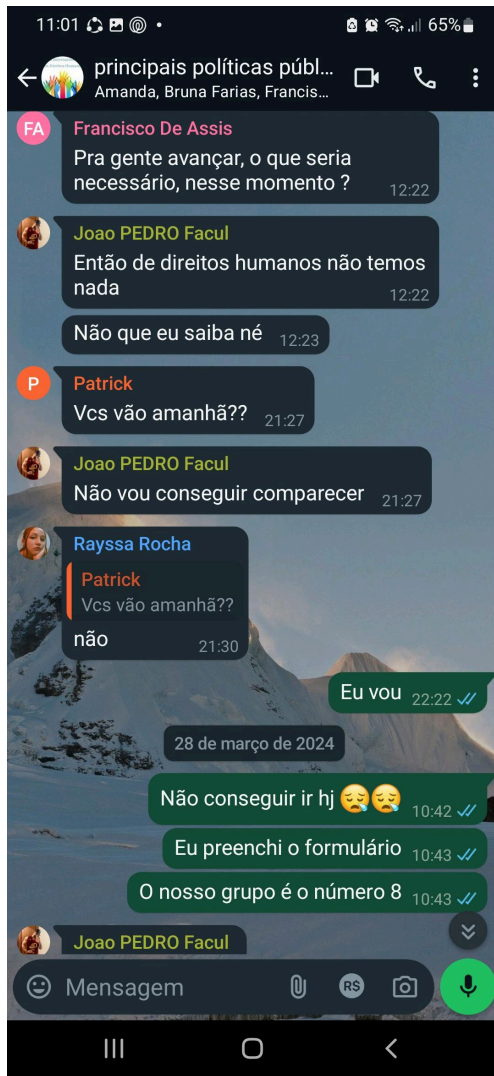 11:01
65%
principais políticas públ...
Amanda, Bruna Farias, Francis...
FA
Francisco De Assis
Pra gente avançar, o que seria
necessário, nesse momento ?
12:22
Joao PEDRO Facul
Então de direitos humanos não temos
nada
12:22
Não que eu saiba né 12:23
P
Patrick
Vcs vão amanhã?? 21:27
Joao PEDRO Facul
Não vou conseguir comparecer 21:27
Rayssa Rocha
Patrick
Vcs vão amanhã??
não 21:30
Eu vou 22:22
28 de março de 2024
Não conseguir ir hj 😪😪 10:42
Eu preenchi o formulário 10:43
O nosso grupo é o número 8 10:43
Joao PEDRO Facul
Mensagem
R$